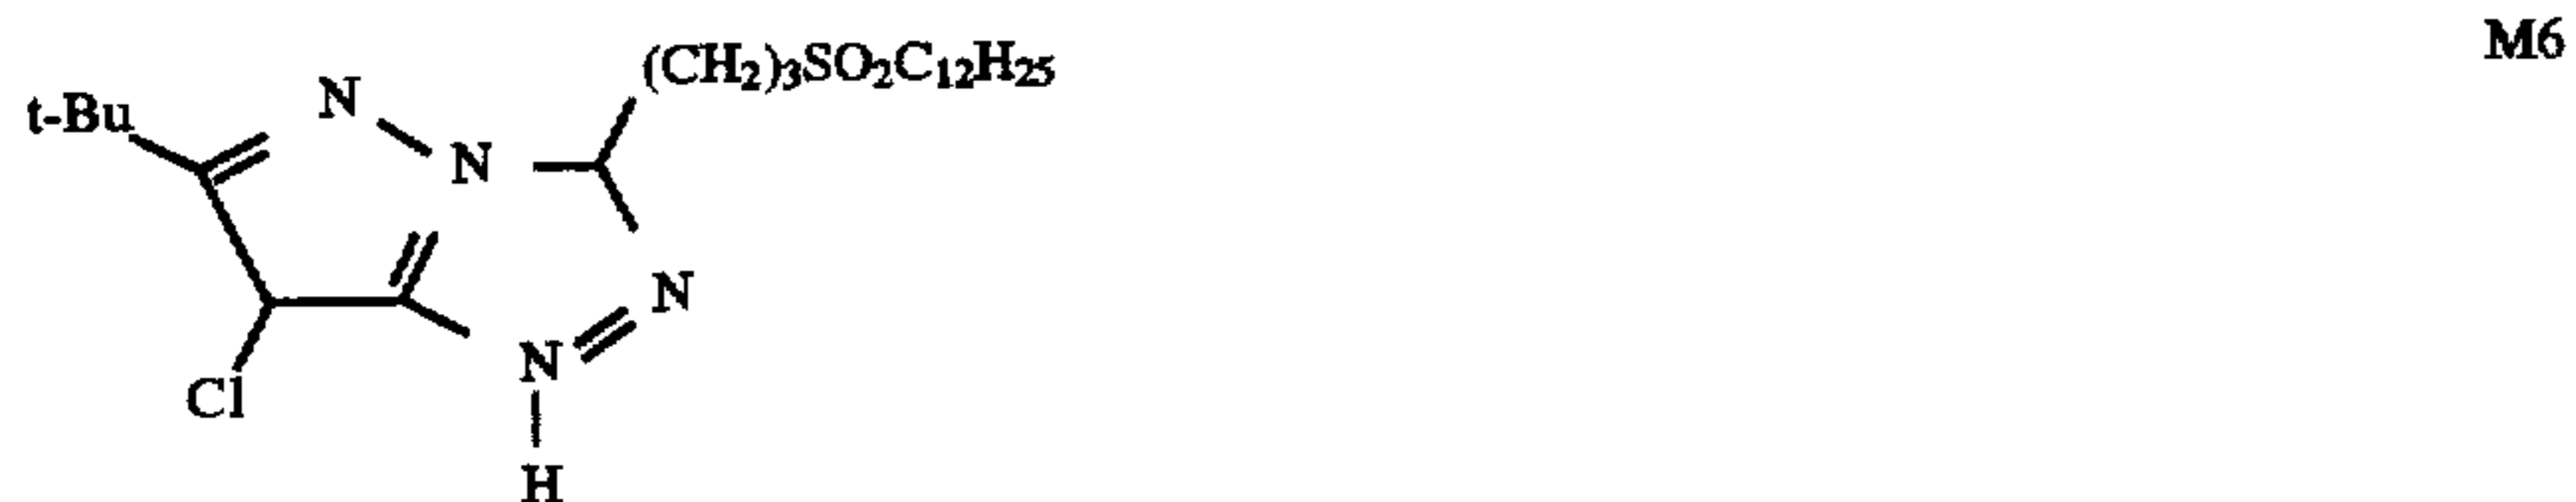 M6
(CH₂)₃SO₂C₁₂H₂₅
t-Bu
N
N
N
N
Cl
H